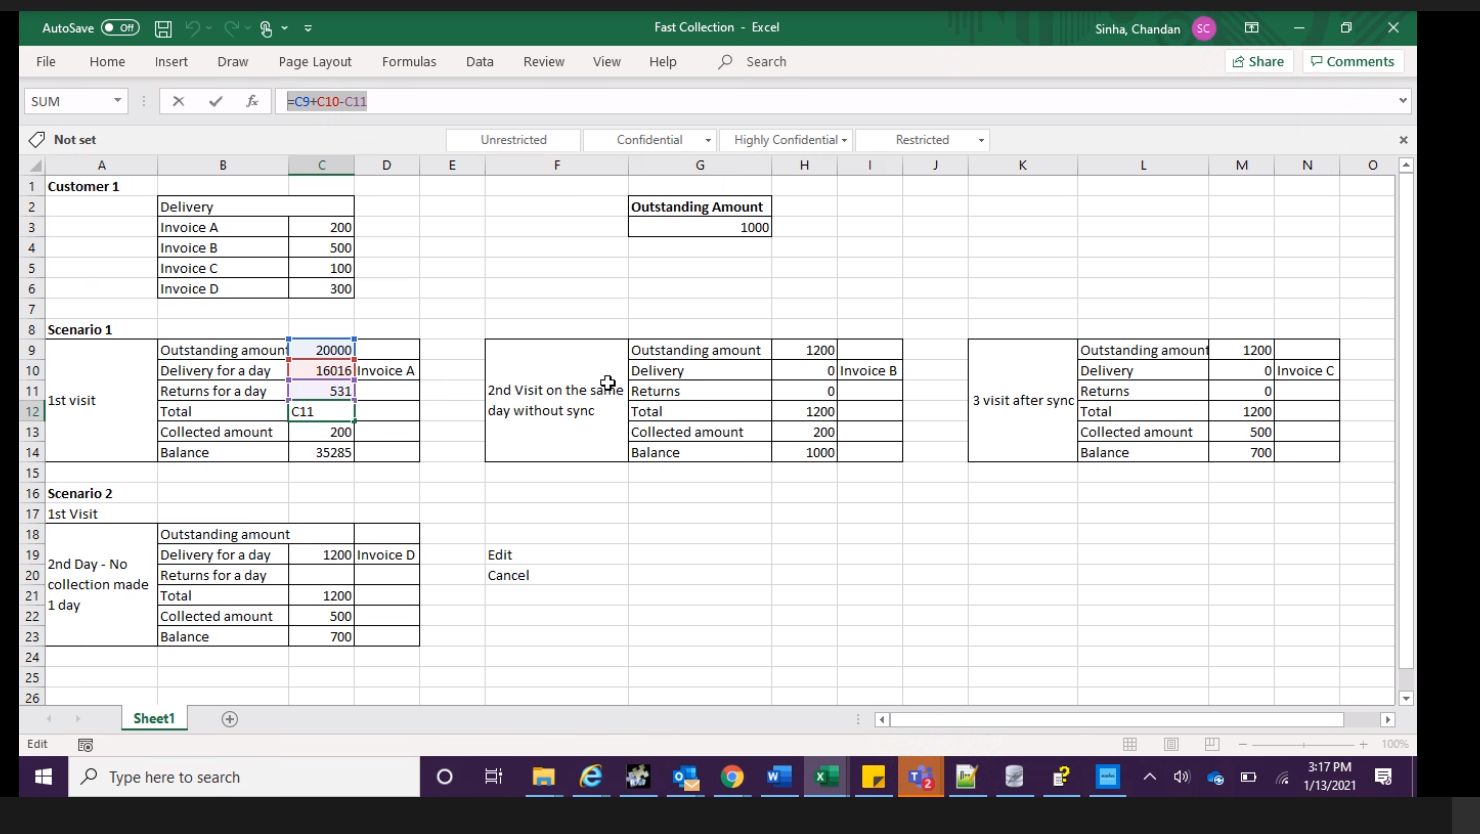 AutoSave Off Fast Collection - Excel Sinha, Chandan SC
File Home Insert Draw Page Layout Formulas Data Review View Help Search Share Comments
SUM fx =C9+C10-C11
Not set Unrestricted Confidential Highly Confidential Restricted
A B C D E F G H I J K L M N O
1 Customer 1
2 Delivery Outstanding Amount
3 Invoice A 200 1000
4 Invoice B 500
5 Invoice C 100
6 Invoice D 300
7
8 Scenario 1
9 Outstanding amount 20000 Outstanding amount 1200 Outstanding amount 1200
10 Delivery for a day 16016 Invoice A Delivery 0 Invoice B Delivery 0 Invoice C
11 1st visit Returns for a day 531 2nd Visit on the same Returns 0 3 visit after sync Returns 0
12 Total C11 day without sync Total 1200 Total 1200
13 Collected amount 200 Collected amount 200 Collected amount 500
14 Balance 35285 Balance 1000 Balance 700
15
16 Scenario 2
17 1st Visit
18 Outstanding amount
19 2nd Day - No Delivery for a day 1200 Invoice D Edit
20 collection made Returns for a day Cancel
21 1 day Total 1200
22 Collected amount 500
23 Balance 700
24
25
26
Sheet1
Edit 100%
Type here to search 2 3:17 PM
1/13/2021